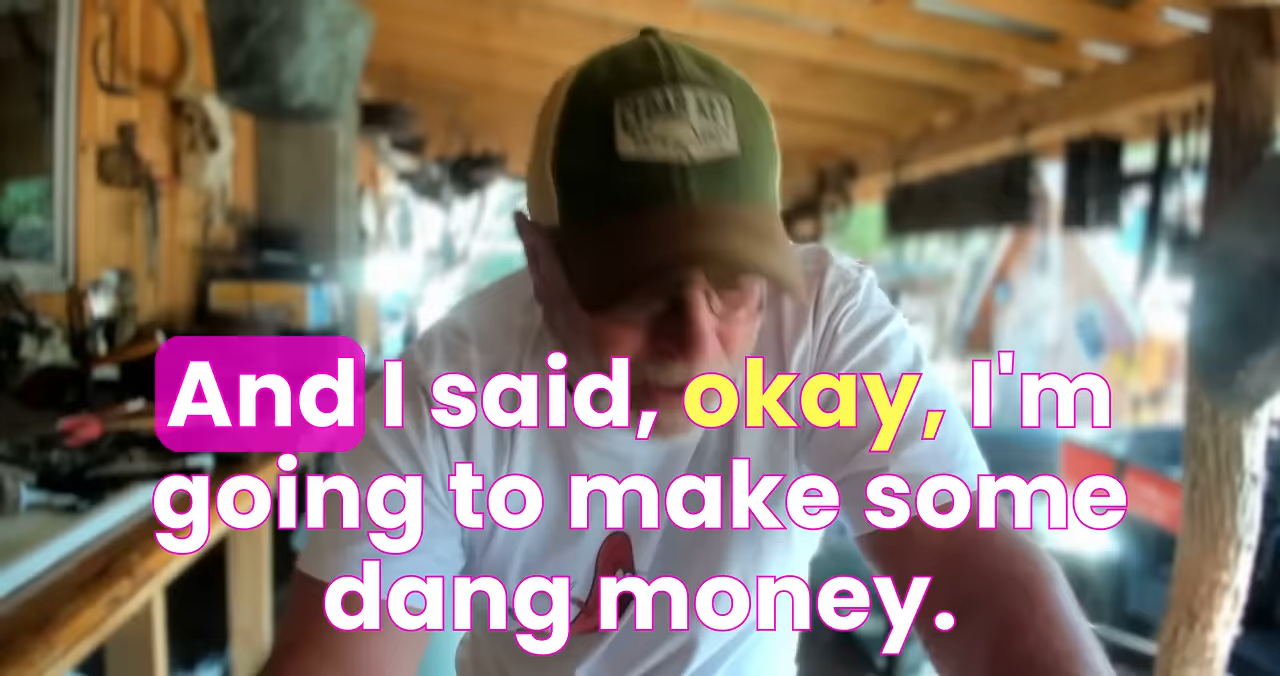 And I said, okay, I'm
going to make some
dang money.